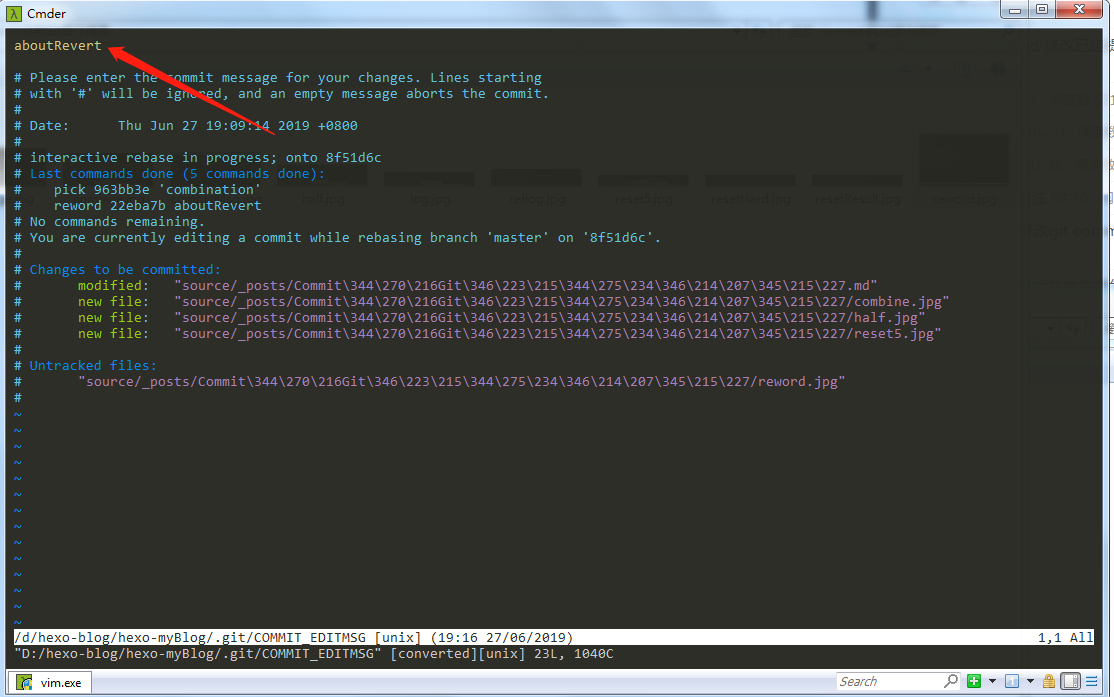 Cmder
aboutRevert
# Please enter the commit message for your changes. Lines starting
# with '#' will be ignored, and an empty message aborts the commit.
#
# Date:      Thu Jun 27 19:09:14 2019 +0800
#
# interactive rebase in progress; onto 8f51d6c
# Last commands done (5 commands done):
#    pick 963bb3e 'combination'
#    reword 22eba7b aboutRevert
# No commands remaining.
# You are currently editing a commit while rebasing branch 'master' on '8f51d6c'.
#
# Changes to be committed:
#       modified:   "source/_posts/Commit\344\270\216Git\346\223\215\344\275\234\346\214\207\345\215\227.md"
#       new file:   "source/_posts/Commit\344\270\216Git\346\223\215\344\275\234\346\214\207\345\215\227/combine.jpg"
#       new file:   "source/_posts/Commit\344\270\216Git\346\223\215\344\275\234\346\214\207\345\215\227/half.jpg"
#       new file:   "source/_posts/Commit\344\270\216Git\346\223\215\344\275\234\346\214\207\345\215\227/reset5.jpg"
#
# Untracked files:
#       "source/_posts/Commit\344\270\216Git\346\223\215\344\275\234\346\214\207\345\215\227/reword.jpg"
#
~
~
~
~
~
~
~
~
~
~
~
~
~
~
/d/hexo-blog/hexo-myBlog/.git/COMMIT_EDITMSG [unix] (19:16 27/06/2019) 1,1 All
"D:/hexo-blog/hexo-myBlog/.git/COMMIT_EDITMSG" [converted][unix] 23L, 1040C
vim.exe Search